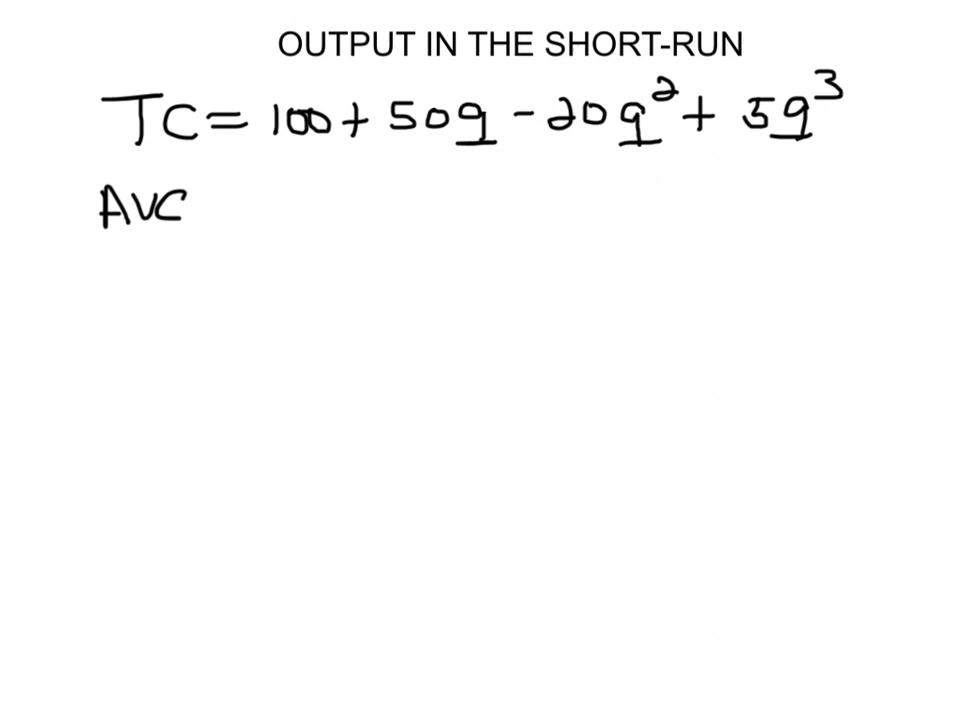 OUTPUT IN THE SHORT-RUN
TC = 100 + 50q - 20q² + 5q³
AVC